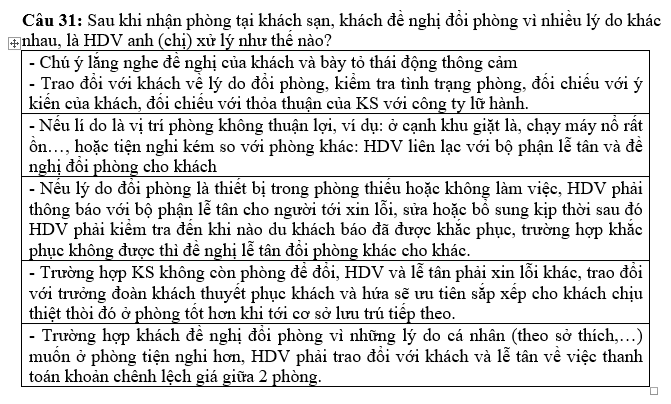 Câu 31: Sau khi nhận phòng tại khách sạn, khách đề nghị đổi phòng vì nhiều lý do khác
nhau, là HDV anh (chị) xử lý như thế nào?
- Chú ý lắng nghe đề nghị của khách và bày tỏ thái động thông cảm
- Trao đổi với khách về lý do đổi phòng, kiểm tra tình trạng phòng, đối chiếu với ý
kiến của khách, đối chiếu với thỏa thuận của KS với công ty lữ hành.
- Nếu lí do là vị trí phòng không thuận lợi, ví dụ: ở cạnh khu giặt là, chạy máy nổ rất
ồn…, hoặc tiện nghi kém so với phòng khác: HDV liên lạc với bộ phận lễ tân và đề
nghị đổi phòng cho khách
- Nếu lý do đổi phòng là thiết bị trong phòng thiếu hoặc không làm việc, HDV phải
thông báo với bộ phận lễ tân cho người tới xin lỗi, sửa hoặc bổ sung kịp thời sau đó
HDV phải kiểm tra đến khi nào du khách báo đã được khắc phục, trường hợp khắc
phục không được thì đề nghị lễ tân đổi phòng khác cho khác.
- Trường hợp KS không còn phòng để đổi, HDV và lễ tân phải xin lỗi khác, trao đổi
với trưởng đoàn khách thuyết phục khách và hứa sẽ ưu tiên sắp xếp cho khách chịu
thiệt thòi đó ở phòng tốt hơn khi tới cơ sở lưu trú tiếp theo.
- Trường hợp khách đề nghị đổi phòng vì những lý do cá nhân (theo sở thích,…)
muốn ở phòng tiện nghi hơn, HDV phải trao đổi với khách và lễ tân về việc thanh
toán khoản chênh lệch giá giữa 2 phòng.